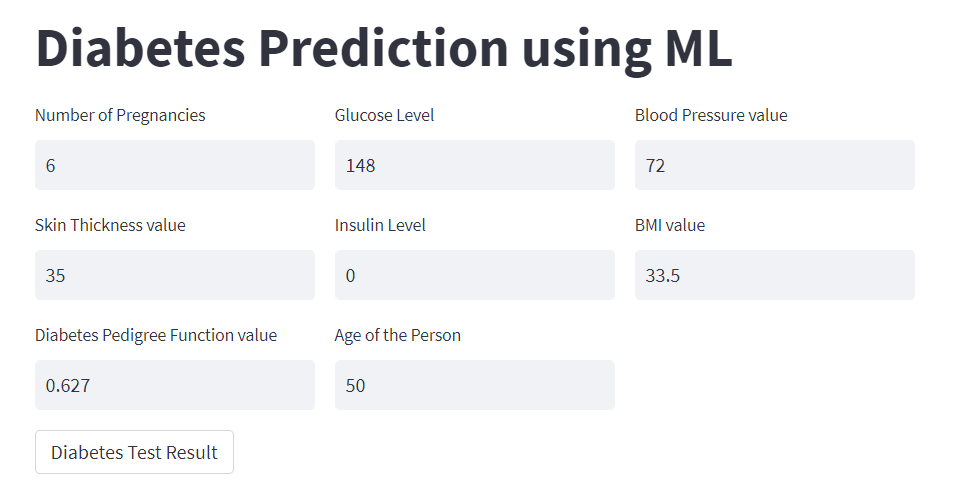 Diabetes Prediction using ML
Number of Pregnancies
Glucose Level
Blood Pressure value
6
148
72
Skin Thickness value
Insulin Level
BMI value
35
0
33.5
Diabetes Pedigree Function value
Age of the Person
0.627
50
Diabetes Test Result